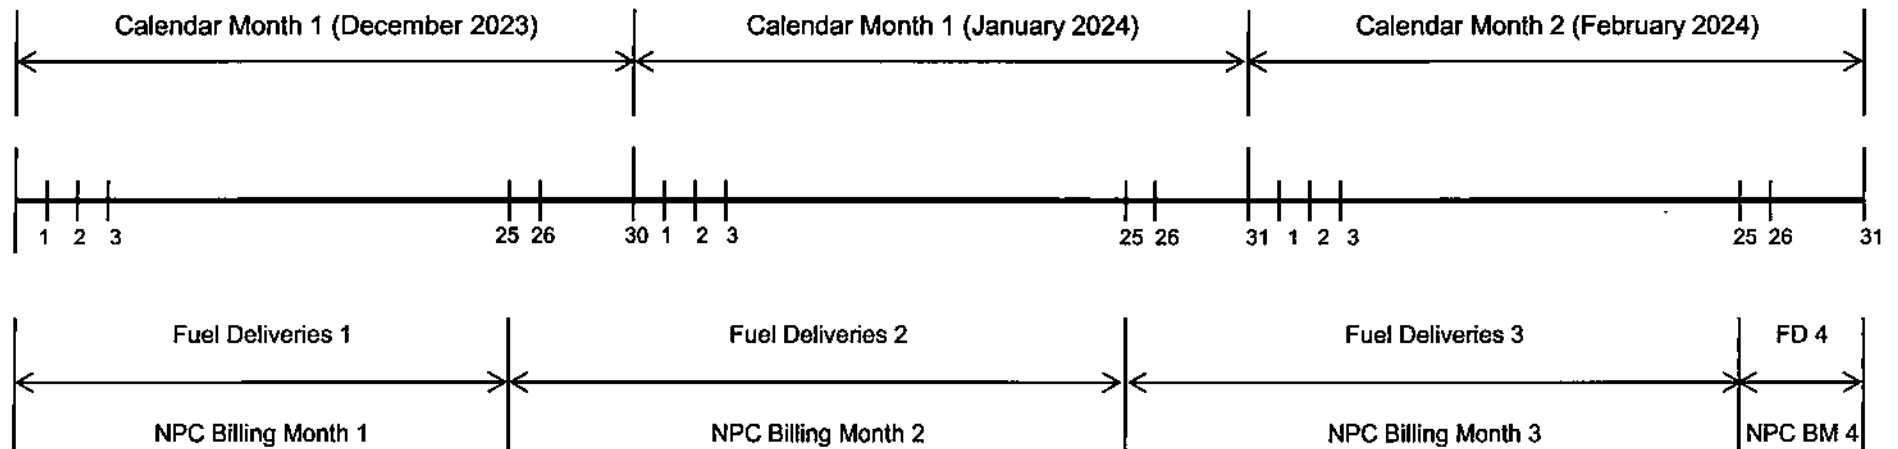 Calendar Month 1 (December 2023) Calendar Month 1 (January 2024) Calendar Month 2 (February 2024)
1 2 3 25 26 30 1 2 3 25 26 31 1 2 3 25 26 31
Fuel Deliveries 1 Fuel Deliveries 2 Fuel Deliveries 3 FD 4
NPC Billing Month 1 NPC Billing Month 2 NPC Billing Month 3 NPC BM 4